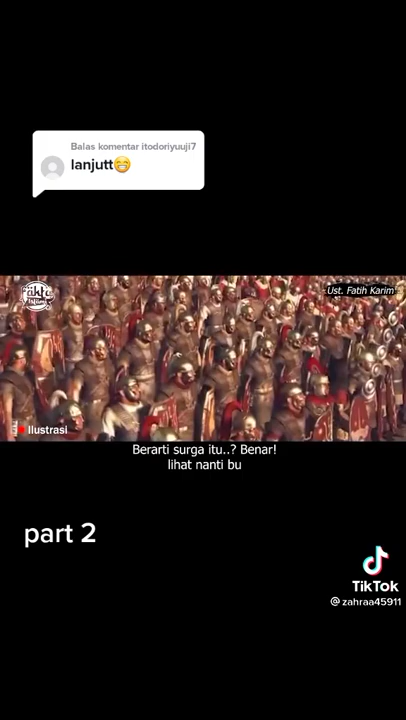 Balas komentar itodoriyuuji7
lanjutt😁
Ust. Fatih Karim
Ilustrasi
Berarti surga itu..? Benar!
lihat nanti bu
part 2
TikTok
@zahraa45911